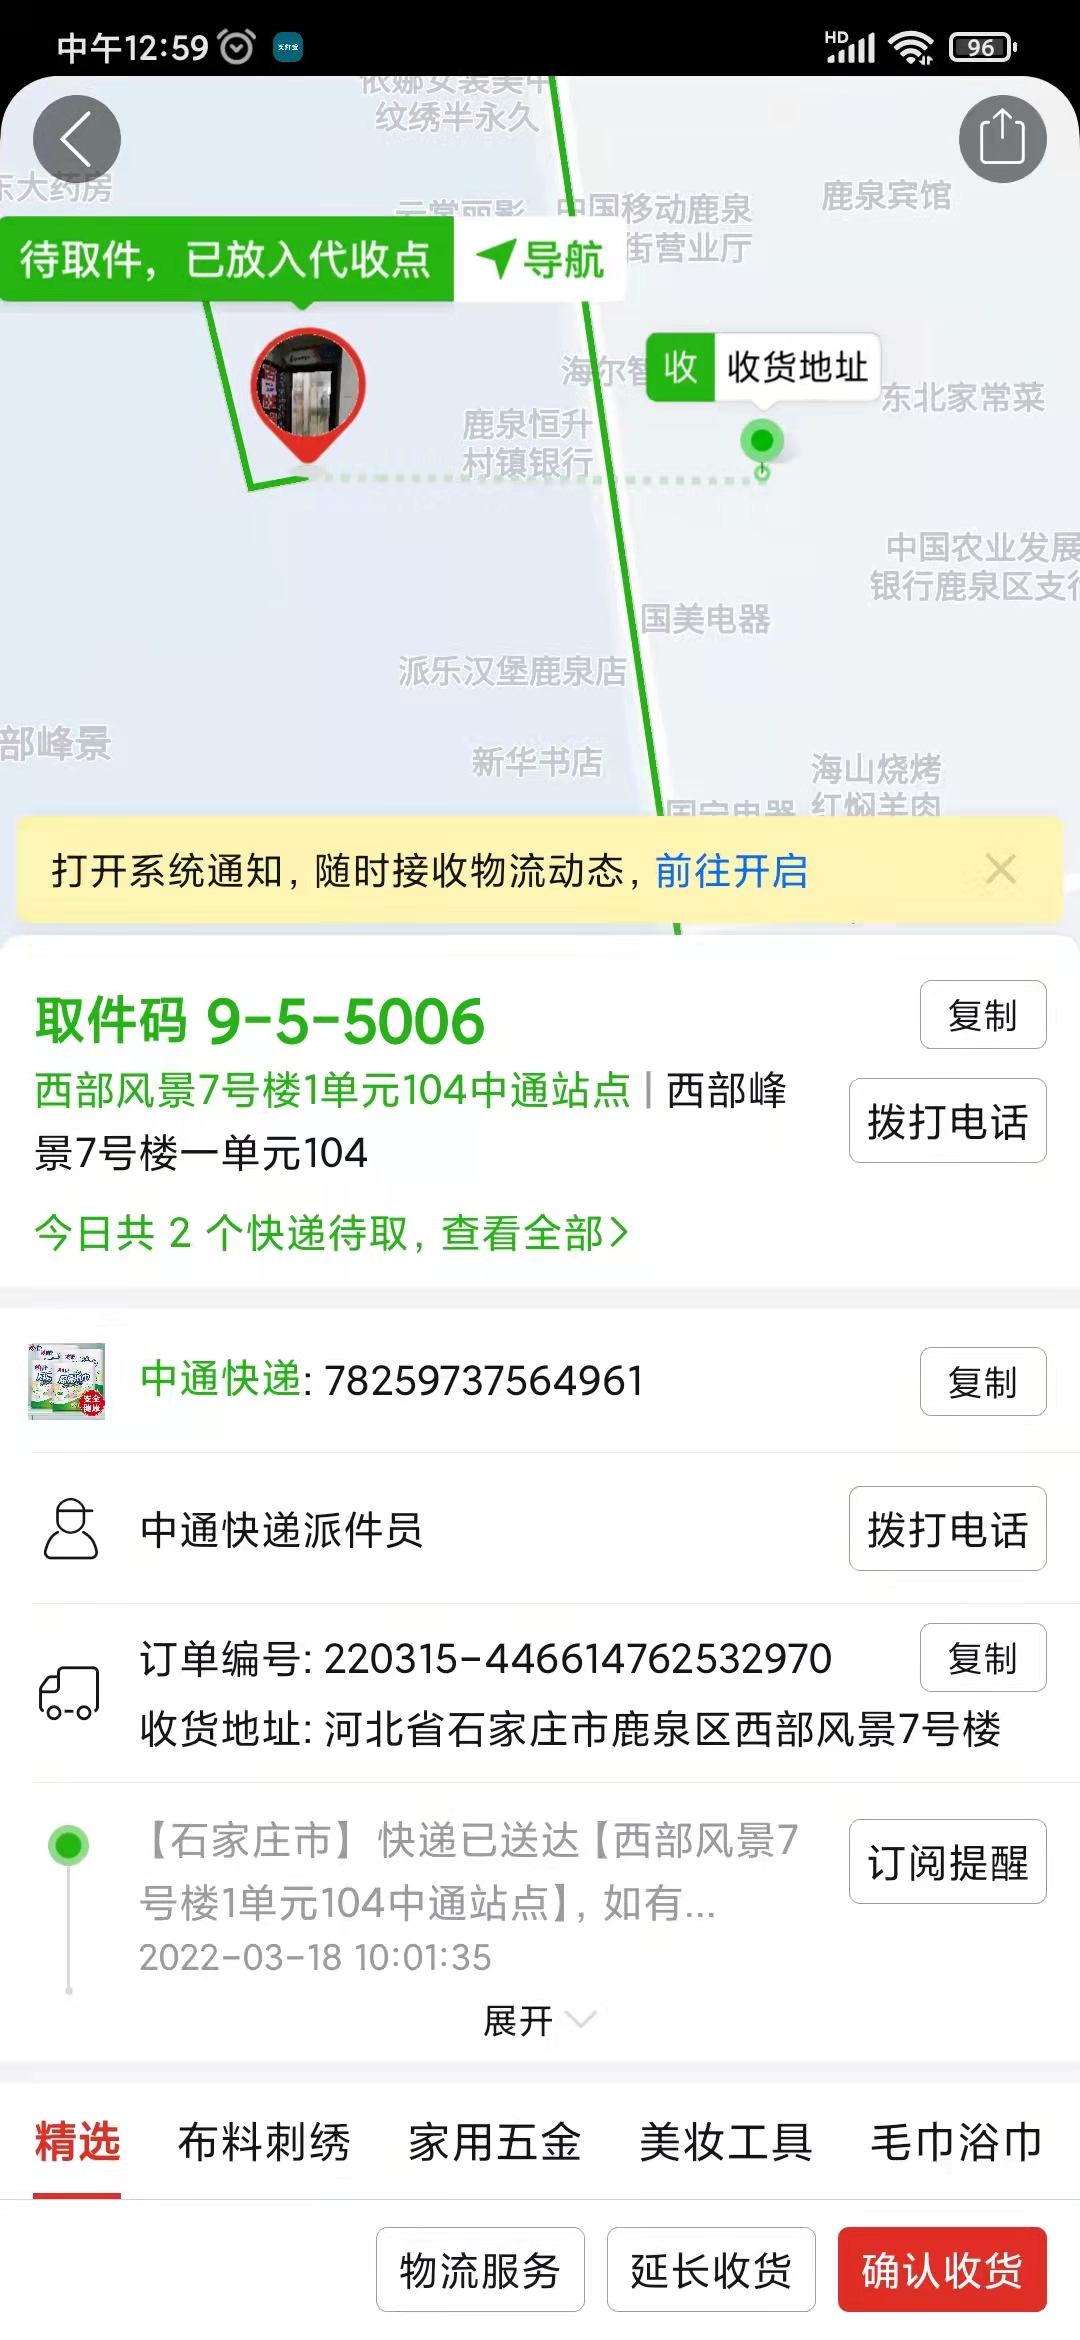 中午12:59
HD
96
纹绣半永久
东大药房
中国移动鹿泉
街营业厅
鹿泉宾馆
待取件，已放入代收点
导航
收
收货地址
海尔智
东北家常菜
鹿泉恒升
村镇银行
中国农业发展
银行鹿泉区支行
国美电器
派乐汉堡鹿泉店
部峰景
新华书店
海山烧烤
红焖羊肉
打开系统通知，随时接收物流动态，前往开启
取件码 9-5-5006
复制
西部风景7号楼1单元104中通站点 | 西部峰
景7号楼一单元104
拨打电话
今日共 2 个快递待取，查看全部>
中通快递: 78259737564961
复制
中通快递派件员
拨打电话
订单编号: 220315-446614762532970
复制
收货地址: 河北省石家庄市鹿泉区西部风景7号楼
【石家庄市】快递已送达【西部风景7
号楼1单元104中通站点】，如有...
订阅提醒
2022-03-18 10:01:35
展开
精选
布料刺绣
家用五金
美妆工具
毛巾浴巾
物流服务
延长收货
确认收货